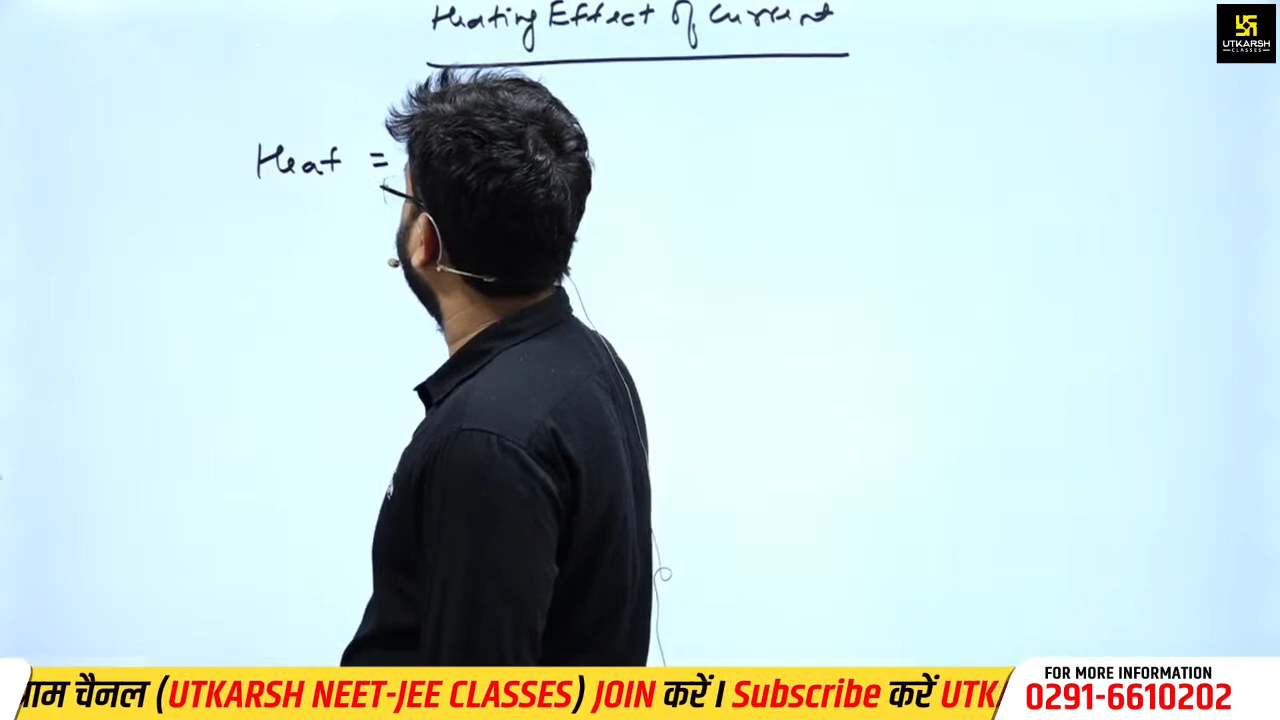 Heating Effect of Current
UTKARSH
CLASSES
Heat =
ाम चैनल (UTKARSH NEET-JEE CLASSES) JOIN करें। Subscribe करें UTK
FOR MORE INFORMATION
0291-6610202